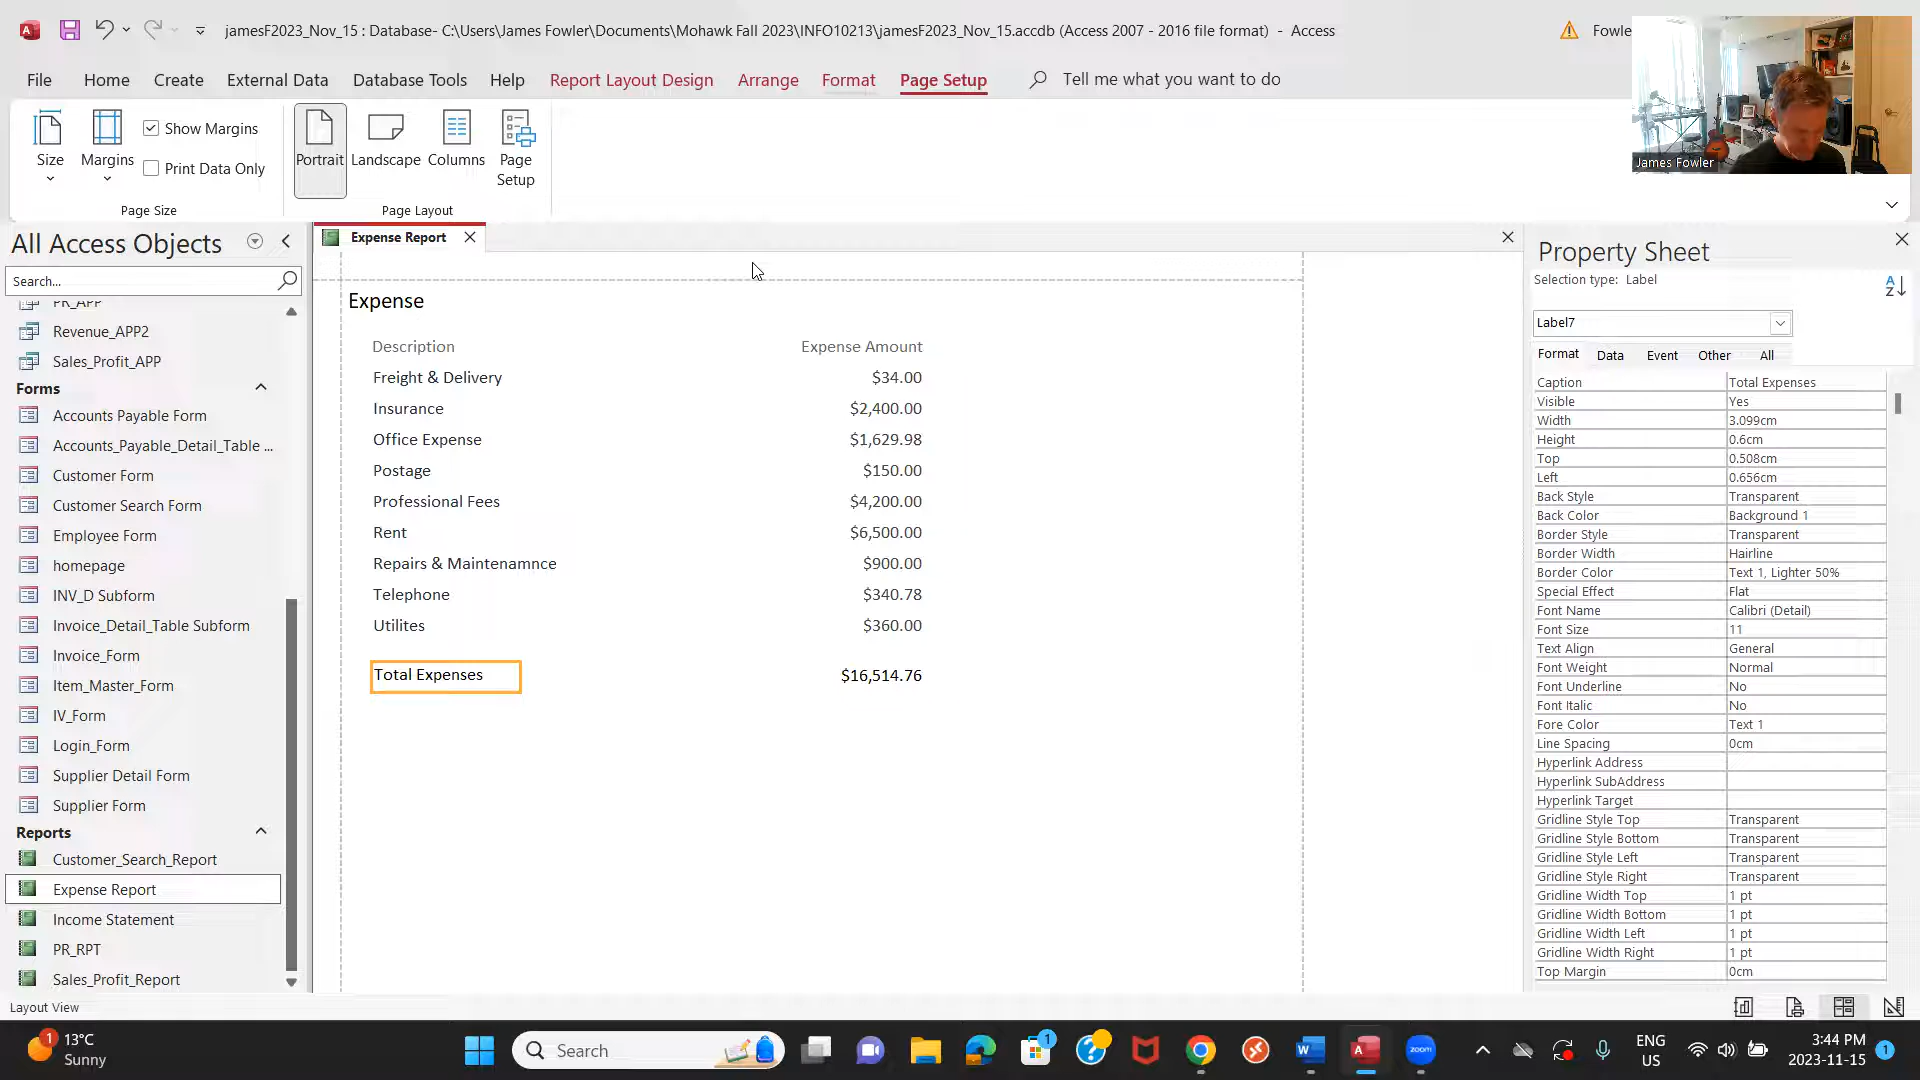 jamesF2023_Nov_15 : Database- C:\Users\James Fowler\Documents\Mohawk Fall 2023\INFO10213\jamesF2023_Nov_15.accdb (Access 2007 - 2016 file format) - Access
Fowle
File Home Create External Data Database Tools Help Report Layout Design Arrange Format Page Setup Tell me what you want to do
Size
Margins
Show Margins
Print Data Only
Portrait
Landscape
Columns
Page Setup
Page Size
Page Layout
James Fowler
All Access Objects
Search...
PR_APP
Revenue_APP2
Sales_Profit_APP
Forms
Accounts Payable Form
Accounts_Payable_Detail_Table ...
Customer Form
Customer Search Form
Employee Form
homepage
INV_D Subform
Invoice_Detail_Table Subform
Invoice_Form
Item_Master_Form
IV_Form
Login_Form
Supplier Detail Form
Supplier Form
Reports
Customer_Search_Report
Expense Report
Income Statement
PR_RPT
Sales_Profit_Report
Expense Report
Expense
Description Expense Amount
Freight & Delivery $34.00
Insurance $2,400.00
Office Expense $1,629.98
Postage $150.00
Professional Fees $4,200.00
Rent $6,500.00
Repairs & Maintenamnce $900.00
Telephone $340.78
Utilites $360.00
Total Expenses $16,514.76
Property Sheet
Selection type: Label
Label7
Format Data Event Other All
Caption Total Expenses
Visible Yes
Width 3.099cm
Height 0.6cm
Top 0.508cm
Left 0.656cm
Back Style Transparent
Back Color Background 1
Border Style Transparent
Border Width Hairline
Border Color Text 1, Lighter 50%
Special Effect Flat
Font Name Calibri (Detail)
Font Size 11
Text Align General
Font Weight Normal
Font Underline No
Font Italic No
Fore Color Text 1
Line Spacing 0cm
Hyperlink Address
Hyperlink SubAddress
Hyperlink Target
Gridline Style Top Transparent
Gridline Style Bottom Transparent
Gridline Style Left Transparent
Gridline Style Right Transparent
Gridline Width Top 1 pt
Gridline Width Bottom 1 pt
Gridline Width Left 1 pt
Gridline Width Right 1 pt
Top Margin 0cm
Layout View
1
13°C
Sunny
Search
1
zoom
ENG
US
3:44 PM
2023-11-15
1